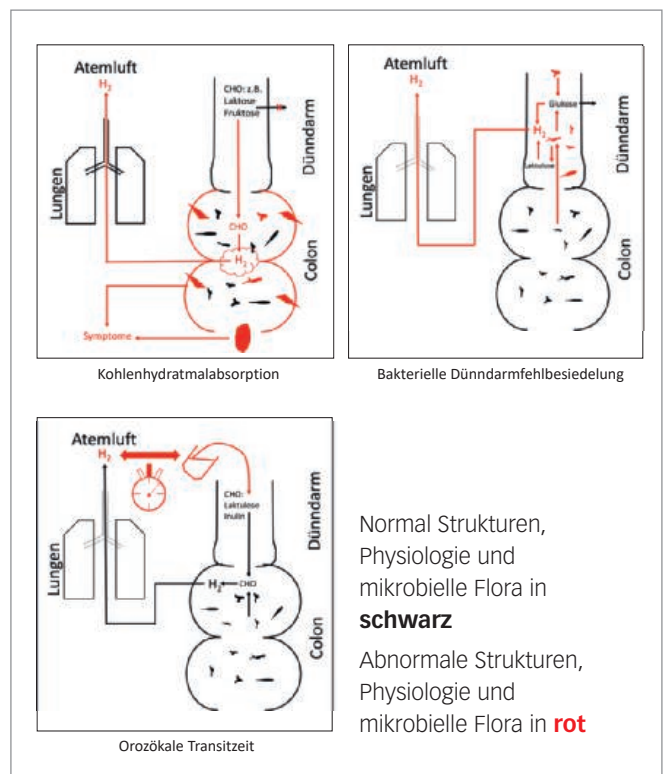 Atemluft
H2
Lungen
CHO: z.B.
Laktose
Fruktose
Dünndarm
CHO
H2
Colon
Symptome
Kohlenhydratmalabsorption
Atemluft
H2
Lungen
Glukose
H2
Laktulose
Dünndarm
Colon
Bakterielle Dünndarmfehlbesiedelung
Atemluft
H2
Lungen
CHO:
Laktulose
Inulin
Dünndarm
H2
CHO
Colon
Orozökale Transitzeit
Normal Strukturen,
Physiologie und
mikrobielle Flora in
schwarz
Abnormale Strukturen,
Physiologie und
mikrobielle Flora in rot